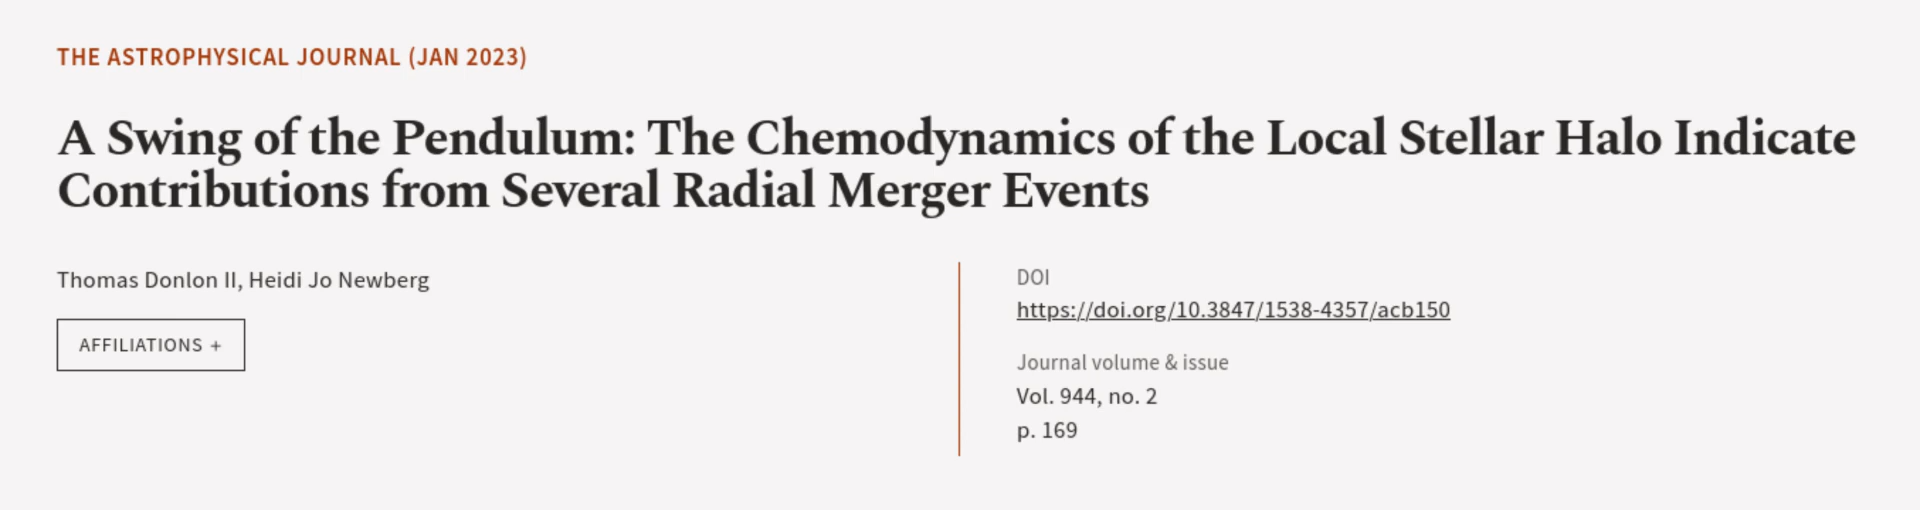 THE ASTROPHYSICAL JOURNAL (JAN 2023)
A Swing of the Pendulum: The Chemodynamics of the Local Stellar Halo Indicate
Contributions from Several Radial Merger Events
Thomas Donlon II, Heidi Jo Newberg
AFFILIATIONS +
DOI
https://doi.org/10.3847/1538-4357/acb150
Journal volume & issue
Vol. 944, no. 2
p. 169